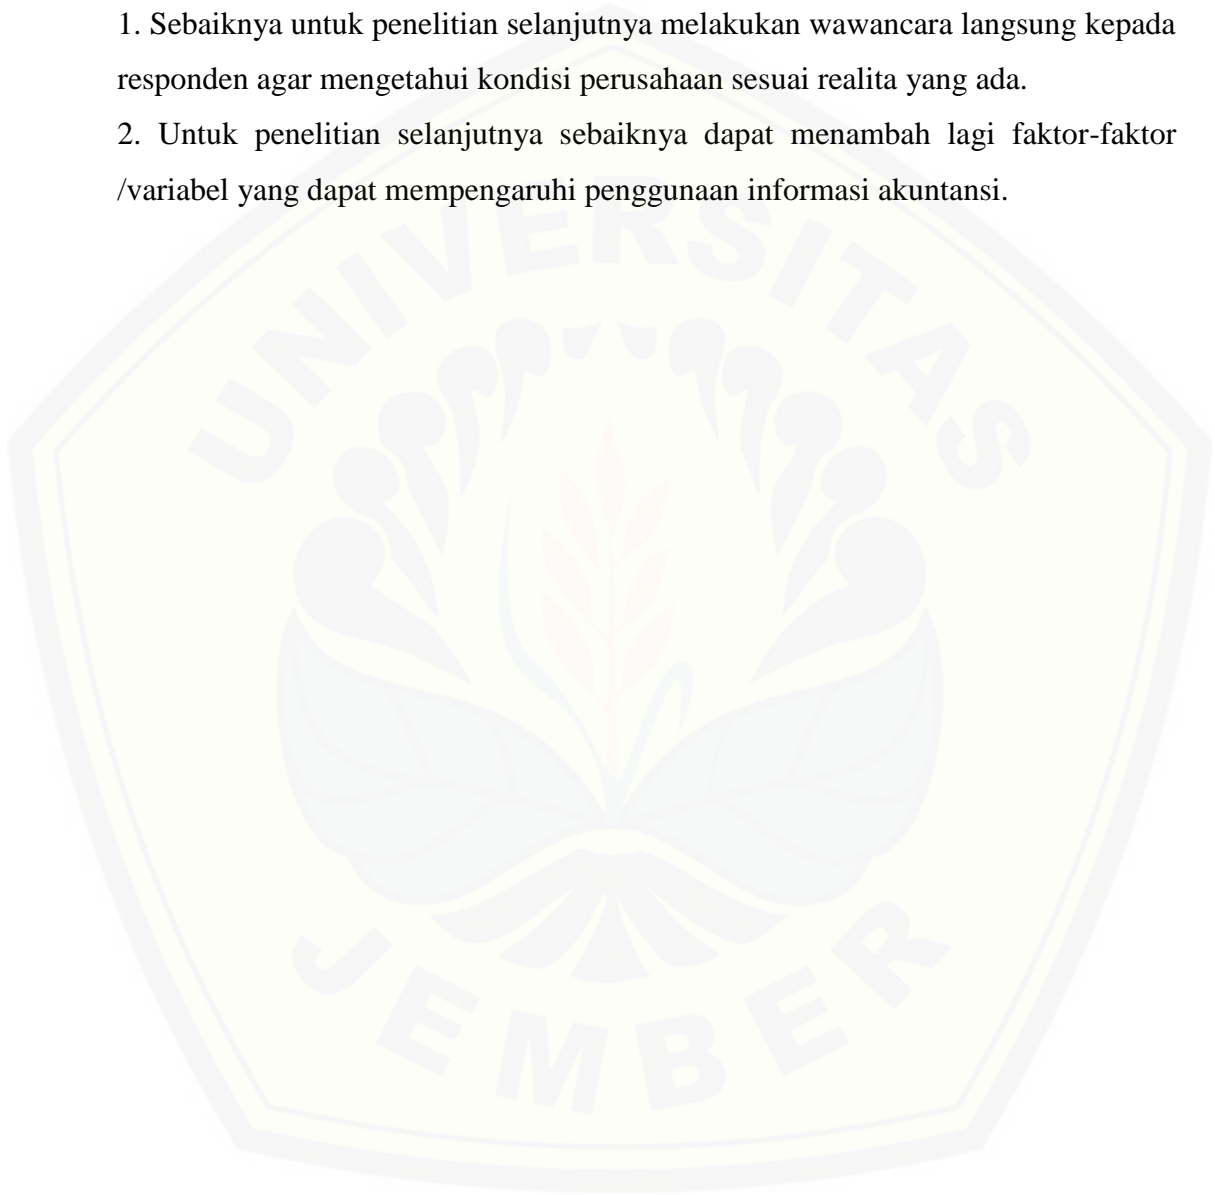 1. Sebaiknya untuk penelitian selanjutnya melakukan wawancara langsung kepada
responden agar mengetahui kondisi perusahaan sesuai realita yang ada.
2. Untuk penelitian selanjutnya sebaiknya dapat menambah lagi faktor-faktor
/variabel yang dapat mempengaruhi penggunaan informasi akuntansi.
UNIVERSITAS
JEMBER